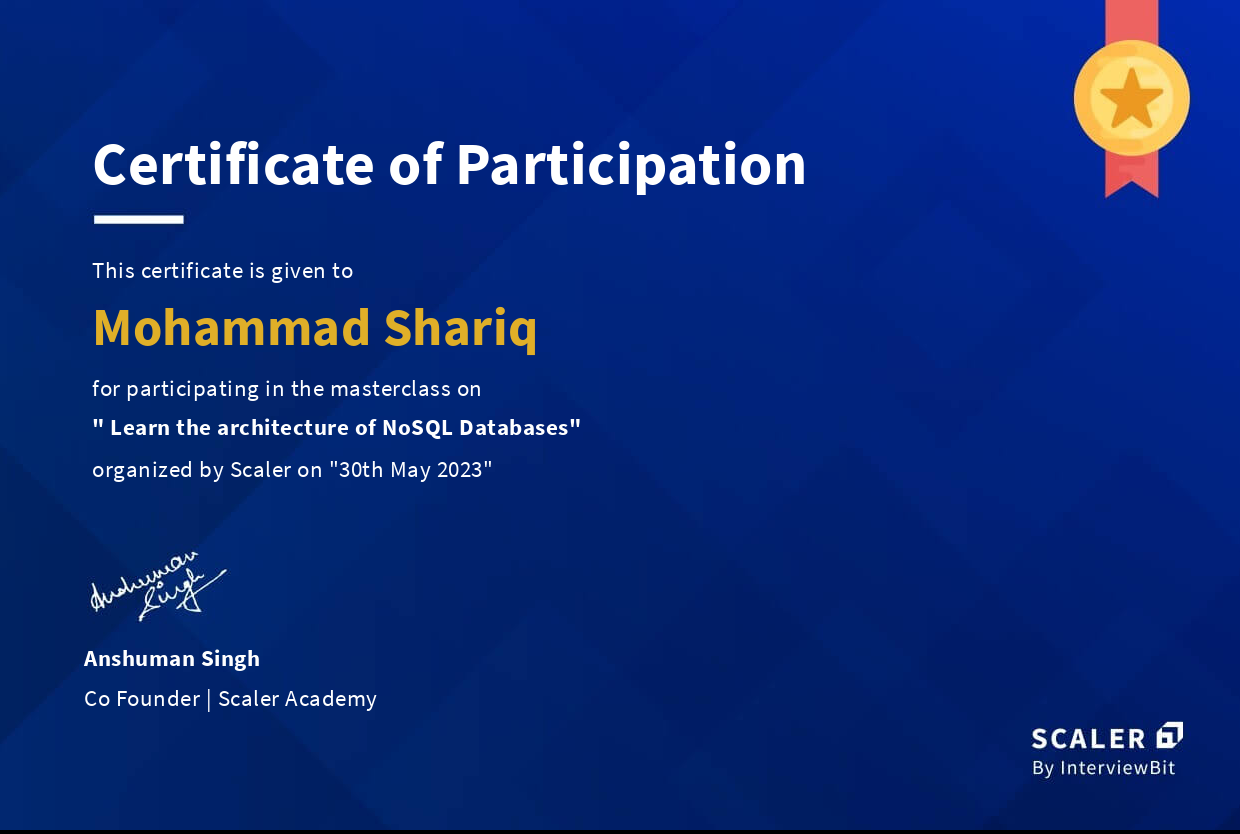 Certificate of Participation
This certificate is given to
Mohammad Shariq
for participating in the masterclass on
" Learn the architecture of NoSQL Databases"
organized by Scaler on "30th May 2023"
Anshuman
Singh
Anshuman Singh
Co Founder | Scaler Academy
SCALER
By InterviewBit